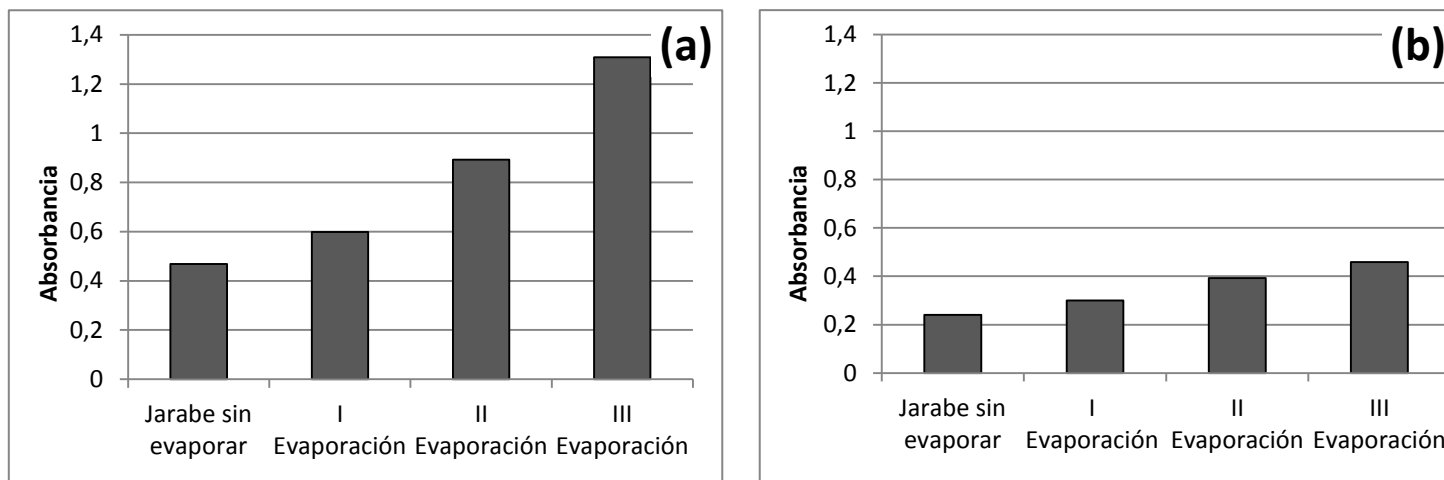 (a)
Absorbancia
1,4
1,2
1
0,8
0,6
0,4
0,2
0
Jarabe sin
evaporar
I
Evaporación
II
Evaporación
III
Evaporación
(b)
Absorbancia
1,4
1,2
1
0,8
0,6
0,4
0,2
0
Jarabe sin
evaporar
I
Evaporación
II
Evaporación
III
Evaporación